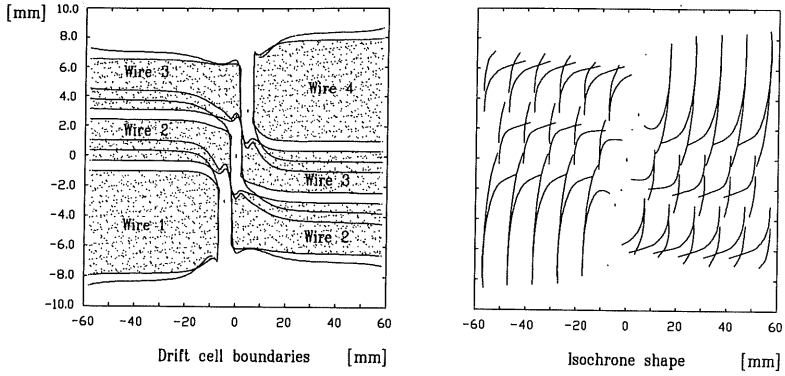 [mm]
10.0
8.0
6.0
4.0
2.0
0
-2.0
-4.0
-6.0
-8.0
-10.0
Wire 3
Wire 4
Wire 2
Wire 3
Wire 1
Wire 2
-60 -40 -20 0 20 40 60
-60 -40 -20 0 20 40 60
Drift cell boundaries [mm]
Isochrone shape [mm]